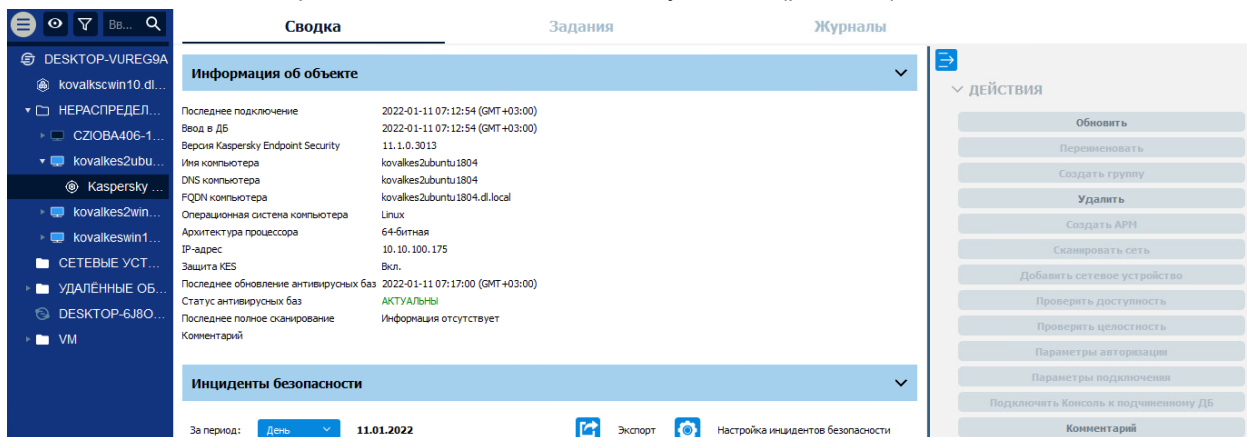 Вв...
Сводка
Задания
Журналы
DESKTOP-VUREG9A
kovalkscwin10.dl...
НЕРАСПРЕДЕЛ...
CZIOBA406-1...
kovalkes2ubu...
Kaspersky ...
kovalkes2win...
kovalkeswin1...
СЕТЕВЫЕ УСТ...
УДАЛЁННЫЕ ОБ...
DESKTOP-6J8O...
VM
Информация об объекте
Последнее подключение 2022-01-11 07:12:54 (GMT+03:00)
Ввод в ДБ 2022-01-11 07:12:54 (GMT+03:00)
Версия Kaspersky Endpoint Security 11.1.0.3013
Имя компьютера kovalkes2ubuntu1804
DNS компьютера kovalkes2ubuntu1804
FQDN компьютера kovalkes2ubuntu1804.dl.local
Операционная система компьютера Linux
Архитектура процессора 64-битная
IP-адрес 10.10.100.175
Защита KES Вкл.
Последнее обновление антивирусных баз 2022-01-11 07:17:00 (GMT+03:00)
Статус антивирусных баз АКТУАЛЬНЫ
Последнее полное сканирование Информация отсутствует
Комментарий
Инциденты безопасности
За период: День 11.01.2022 Экспорт Настройка инцидентов безопасности
ДЕЙСТВИЯ
Обновить
Переименовать
Создать группу
Удалить
Создать АРМ
Сканировать сеть
Добавить сетевое устройство
Проверить доступность
Проверить целостность
Параметры авторизации
Параметры подключения
Подключить Консоль к подчиненному ДБ
Комментарий